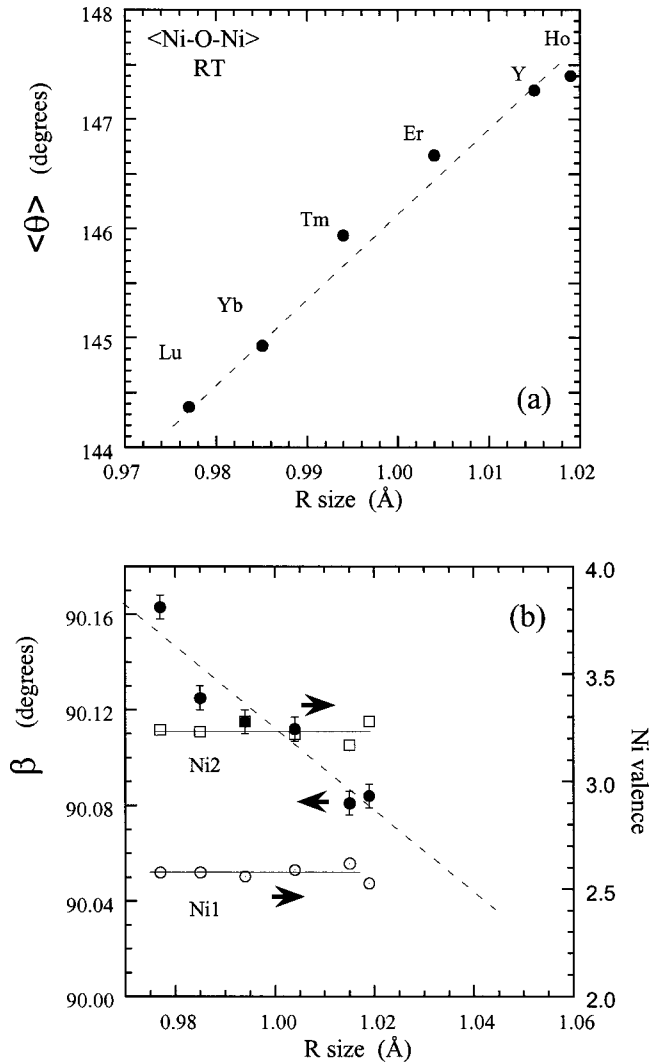 148
<Ni-O-Ni>
RT
Ho
Y
147
Er
<θ> (degrees)
Tm
146
Yb
145
Lu
(a)
144
0.97 0.98 0.99 1.00 1.01 1.02
R size (Å)
4.0
(b)
90.16
3.5
β (degrees)
90.12
Ni valence
Ni2
3.0
90.08
2.5
90.04
Ni1
90.00
2.0
0.98 1.00 1.02 1.04 1.06
R size (Å)